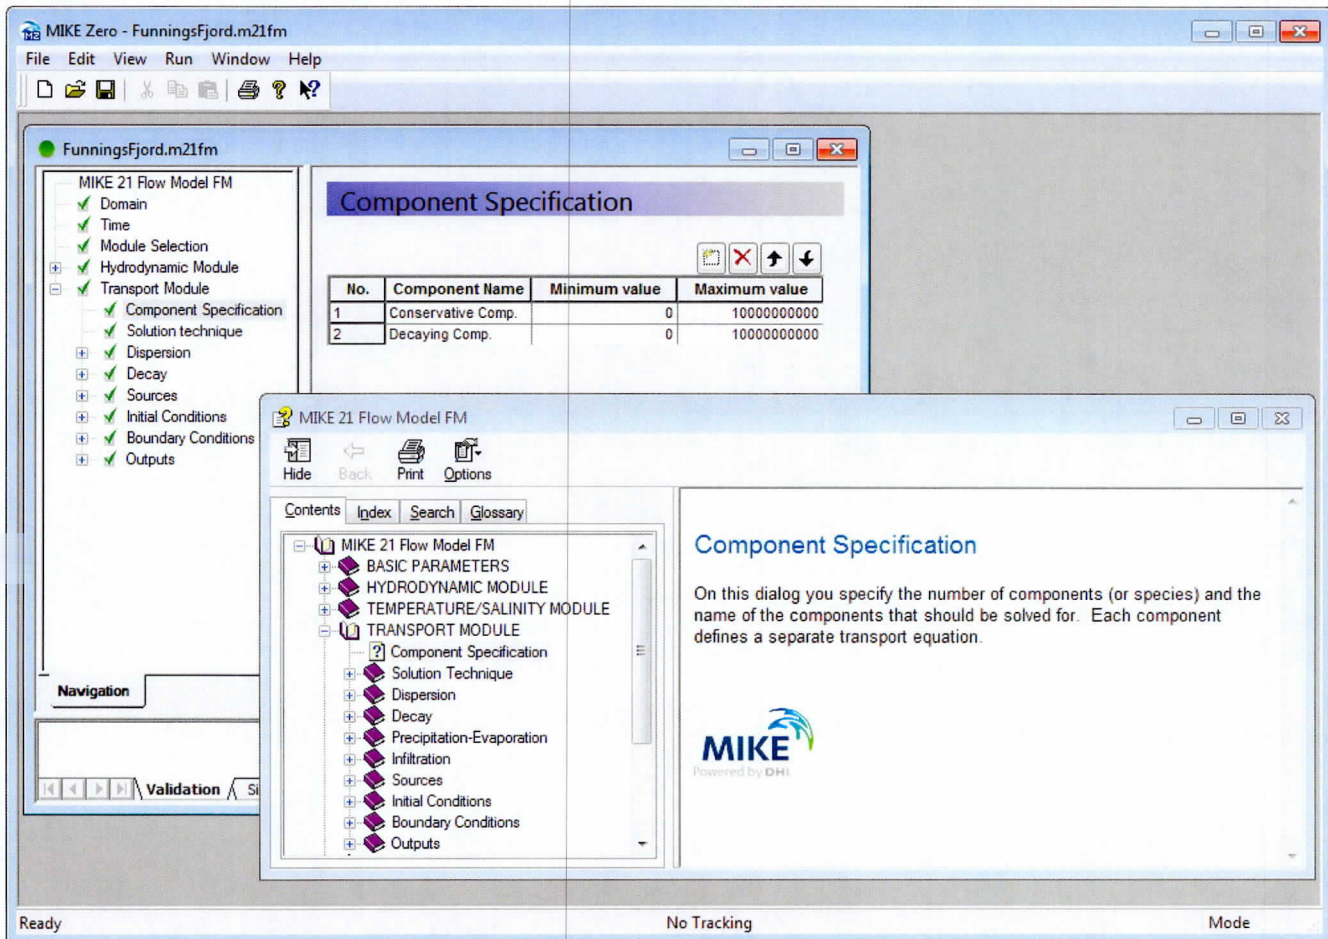 MIKE Zero - FunningsFjord.m21fm
File Edit View Run Window Help
FunningsFjord.m21fm
MIKE 21 Flow Model FM
Domain
Time
Module Selection
Hydrodynamic Module
Transport Module
Component Specification
Solution technique
Dispersion
Decay
Sources
Initial Conditions
Boundary Conditions
Outputs
Navigation
Validation Si
Component Specification
No. Component Name Minimum value Maximum value
1 Conservative Comp. 0 10000000000
2 Decaying Comp. 0 10000000000
MIKE 21 Flow Model FM
Hide Back Print Options
Contents Index Search Glossary
MIKE 21 Flow Model FM
BASIC PARAMETERS
HYDRODYNAMIC MODULE
TEMPERATURE/SALINITY MODULE
TRANSPORT MODULE
Component Specification
Solution Technique
Dispersion
Decay
Precipitation-Evaporation
Infiltration
Sources
Initial Conditions
Boundary Conditions
Outputs
Component Specification
On this dialog you specify the number of components (or species) and the
name of the components that should be solved for. Each component
defines a separate transport equation.
MIKE
Powered by DHI
Ready No Tracking Mode